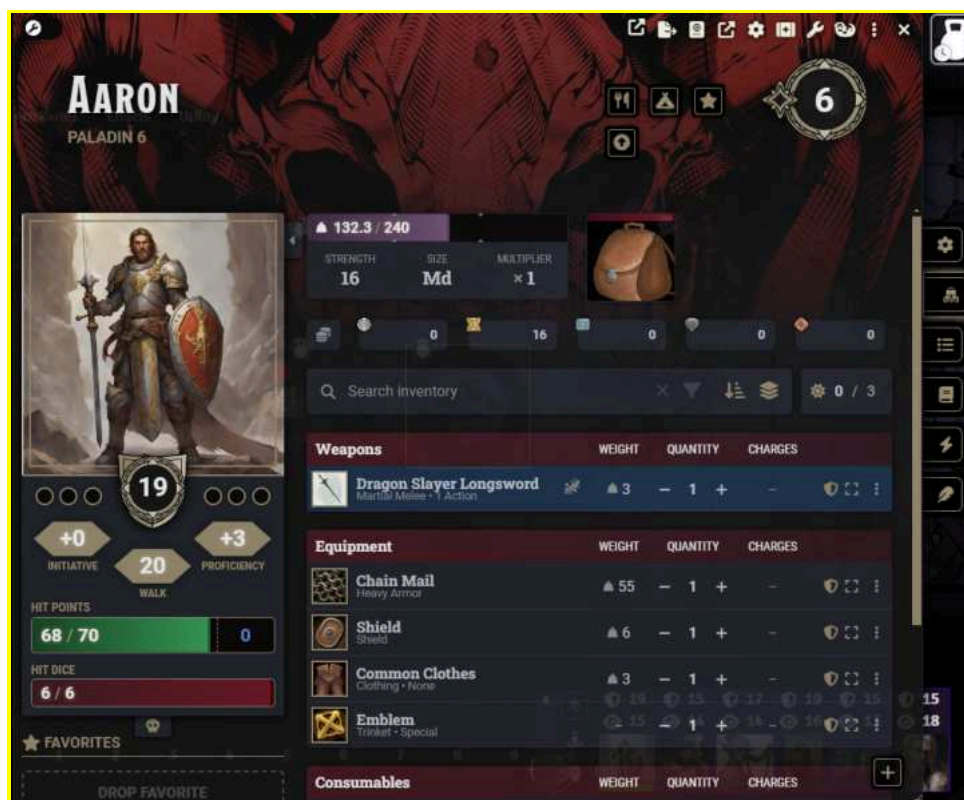 AARON
PALADIN 6
6
132.3 / 240
STRENGTH SIZE MULTIPLIER
16 Md × 1
0 16 0 0 0
Search inventory
0 / 3
Weapons WEIGHT QUANTITY CHARGES
Dragon Slayer Longsword 3 − 1 + −
Martial Melee • 1 Action
Equipment WEIGHT QUANTITY CHARGES
Chain Mail 55 − 1 + −
Heavy Armor
Shield 6 − 1 + −
Shield
Common Clothes 3 − 1 + −
Clothing • None
Emblem − − 1 + −
Trinket • Special
Consumables WEIGHT QUANTITY CHARGES
19
+0 +3
INITIATIVE 20 PROFICIENCY
WALK
HIT POINTS
68 / 70 0
HIT DICE
6 / 6
FAVORITES
DROP FAVORITE
15
18